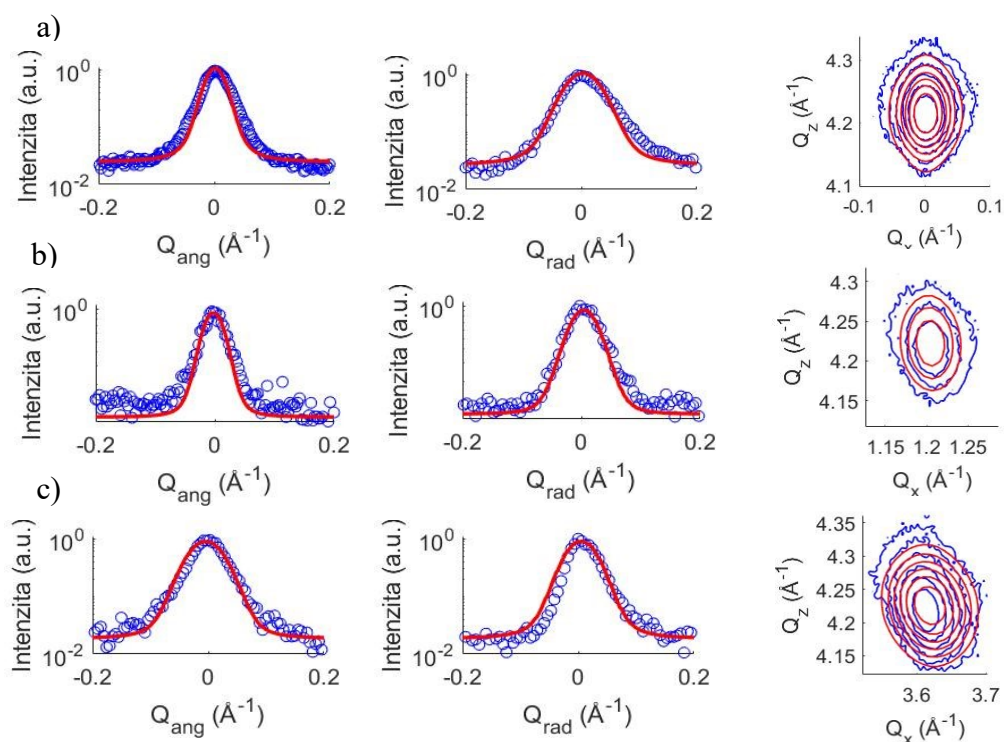 a)
Intenzita (a.u.)
10^0
10^-2
-0.2 0 0.2
Q_ang (Å^-1)
Intenzita (a.u.)
10^0
10^-2
-0.2 0 0.2
Q_rad (Å^-1)
Q_z (Å^-1)
4.3
4.2
4.1
-0.1 0 0.1
(Å^-1)
b)
Intenzita (a.u.)
10^0
-0.2 0 0.2
Q_ang (Å^-1)
Intenzita (a.u.)
10^0
-0.2 0 0.2
Q_rad (Å^-1)
Q_z (Å^-1)
4.3
4.25
4.2
4.15
1.15 1.2 1.25
Q_x (Å^-1)
c)
Intenzita (a.u.)
10^0
10^-2
-0.2 0 0.2
Q_ang (Å^-1)
Intenzita (a.u.)
10^0
10^-2
-0.2 0 0.2
Q_rad (Å^-1)
Q_z (Å^-1)
4.35
4.3
4.25
4.2
4.15
3.6 3.7
Q_x (Å^-1)